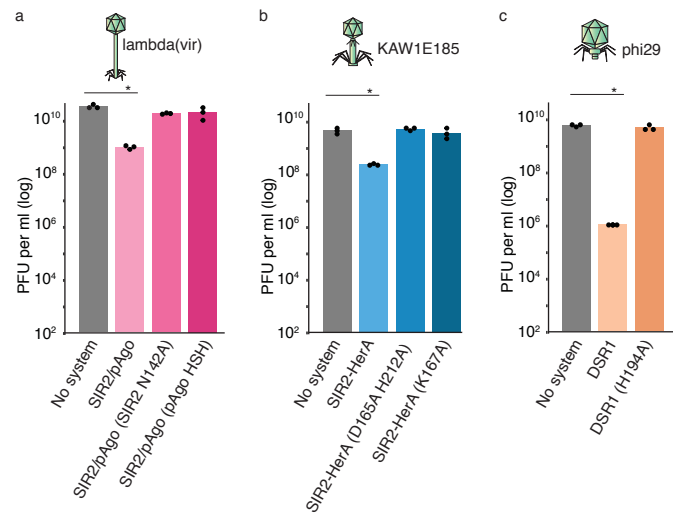 a
lambda(vir)
*
PFU per ml (log)
10^10
10^8
10^6
10^4
10^2
No system
SIR2/pAgo
SIR2/pAgo (SIR2 N142A)
SIR2/pAgo (pAgo HSH)
b
KAW1E185
*
PFU per ml (log)
10^10
10^8
10^6
10^4
10^2
No system
SIR2-HerA
SIR2-HerA (D165A H212A)
SIR2-HerA (K167A)
c
phi29
*
PFU per ml (log)
10^10
10^8
10^6
10^4
10^2
No system
DSR1
DSR1 (H194A)